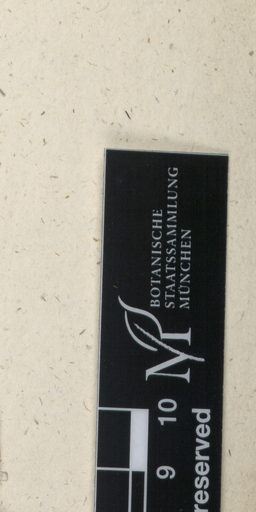 BOTANISCHE
STAATSSAMMLUNG
MÜNCHEN
M
9 10
reserved